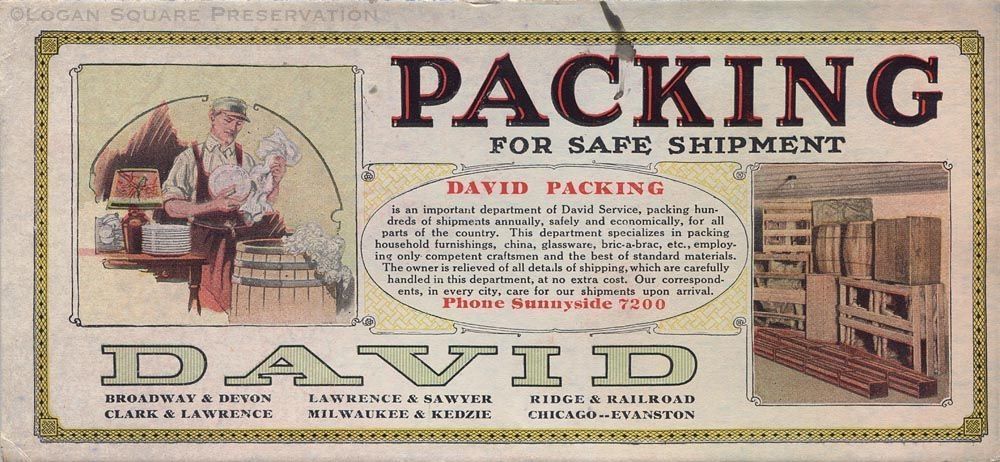 ©Logan Square Preservation
PACKING
FOR SAFE SHIPMENT
DAVID PACKING
is an important department of David Service, packing hun-
dreds of shipments annually, safely and economically, for all
parts of the country. This department specializes in packing
household furnishings, china, glassware, bric-a-brac, etc., employ-
ing only competent craftsmen and the best of standard materials.
The owner is relieved of all details of shipping, which are carefully
handled in this department, at no extra cost. Our correspond-
ents, in every city, care for our shipments upon arrival.
Phone Sunnyside 7200
DAVID
BROADWAY & DEVON LAWRENCE & SAWYER RIDGE & RAILROAD
CLARK & LAWRENCE MILWAUKEE & KEDZIE CHICAGO--EVANSTON